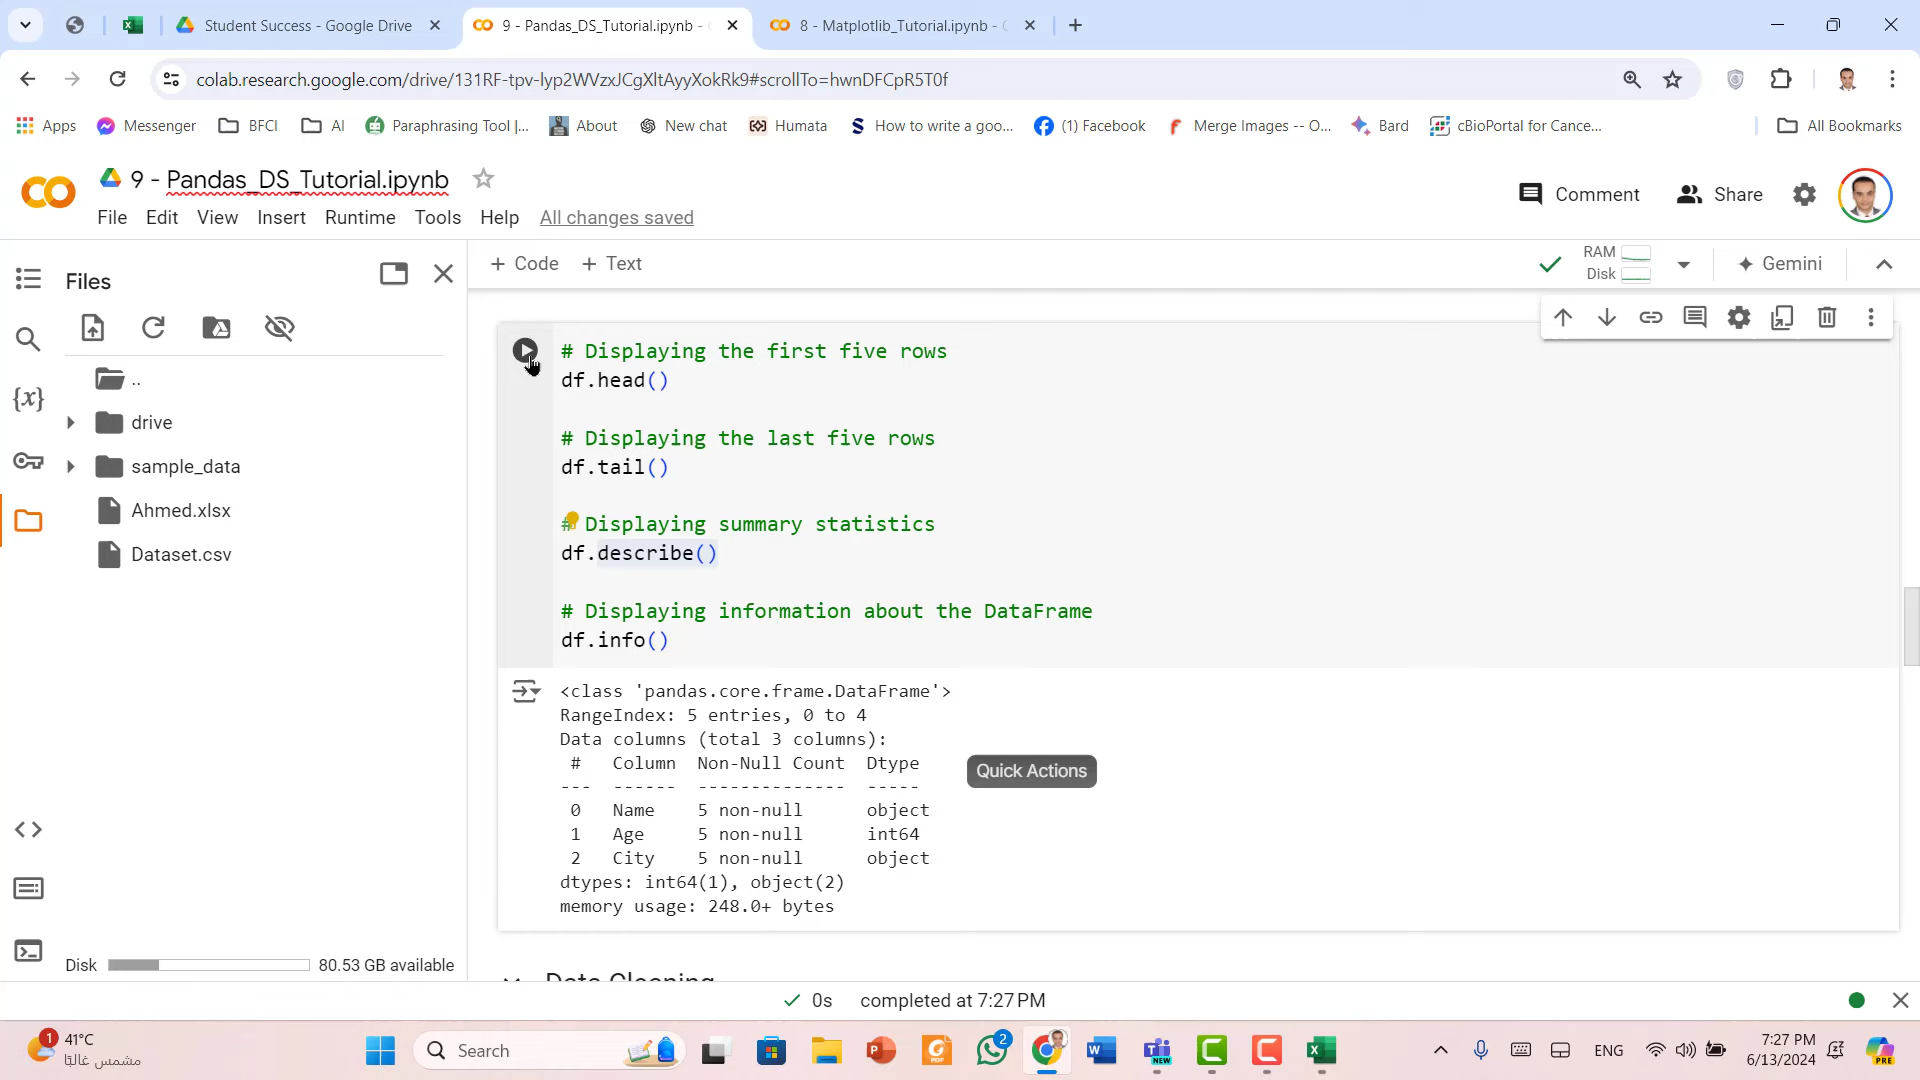 Student Success - Google Drive
9 - Pandas_DS_Tutorial.ipynb -
8 - Matplotlib_Tutorial.ipynb -
colab.research.google.com/drive/131RF-tpv-lyp2WVzxJCgXltAyyXokRk9#scrollTo=hwnDFCpR5T0f
Apps
Messenger
BFCI
AI
Paraphrasing Tool |...
About
New chat
Humata
How to write a goo...
(1) Facebook
Merge Images -- O...
Bard
cBioPortal for Cance...
All Bookmarks
9 - Pandas_DS_Tutorial.ipynb
Comment
Share
File Edit View Insert Runtime Tools Help All changes saved
Files
+ Code + Text
RAM
Disk
Gemini
..
drive
sample_data
Ahmed.xlsx
Dataset.csv
{x}
Disk 80.53 GB available
# Displaying the first five rows
df.head()
# Displaying the last five rows
df.tail()
# Displaying summary statistics
df.describe()
# Displaying information about the DataFrame
df.info()
<class 'pandas.core.frame.DataFrame'>
RangeIndex: 5 entries, 0 to 4
Data columns (total 3 columns):
# Column Non-Null Count Dtype
--- ------ -------------- -----
0 Name 5 non-null object
1 Age 5 non-null int64
2 City 5 non-null object
dtypes: int64(1), object(2)
memory usage: 248.0+ bytes
Quick Actions
Data Cleaning
0s completed at 7:27 PM
1
41°C
مشمس غالبًا
Search
2
NEW
ENG
7:27 PM
6/13/2024
PRE